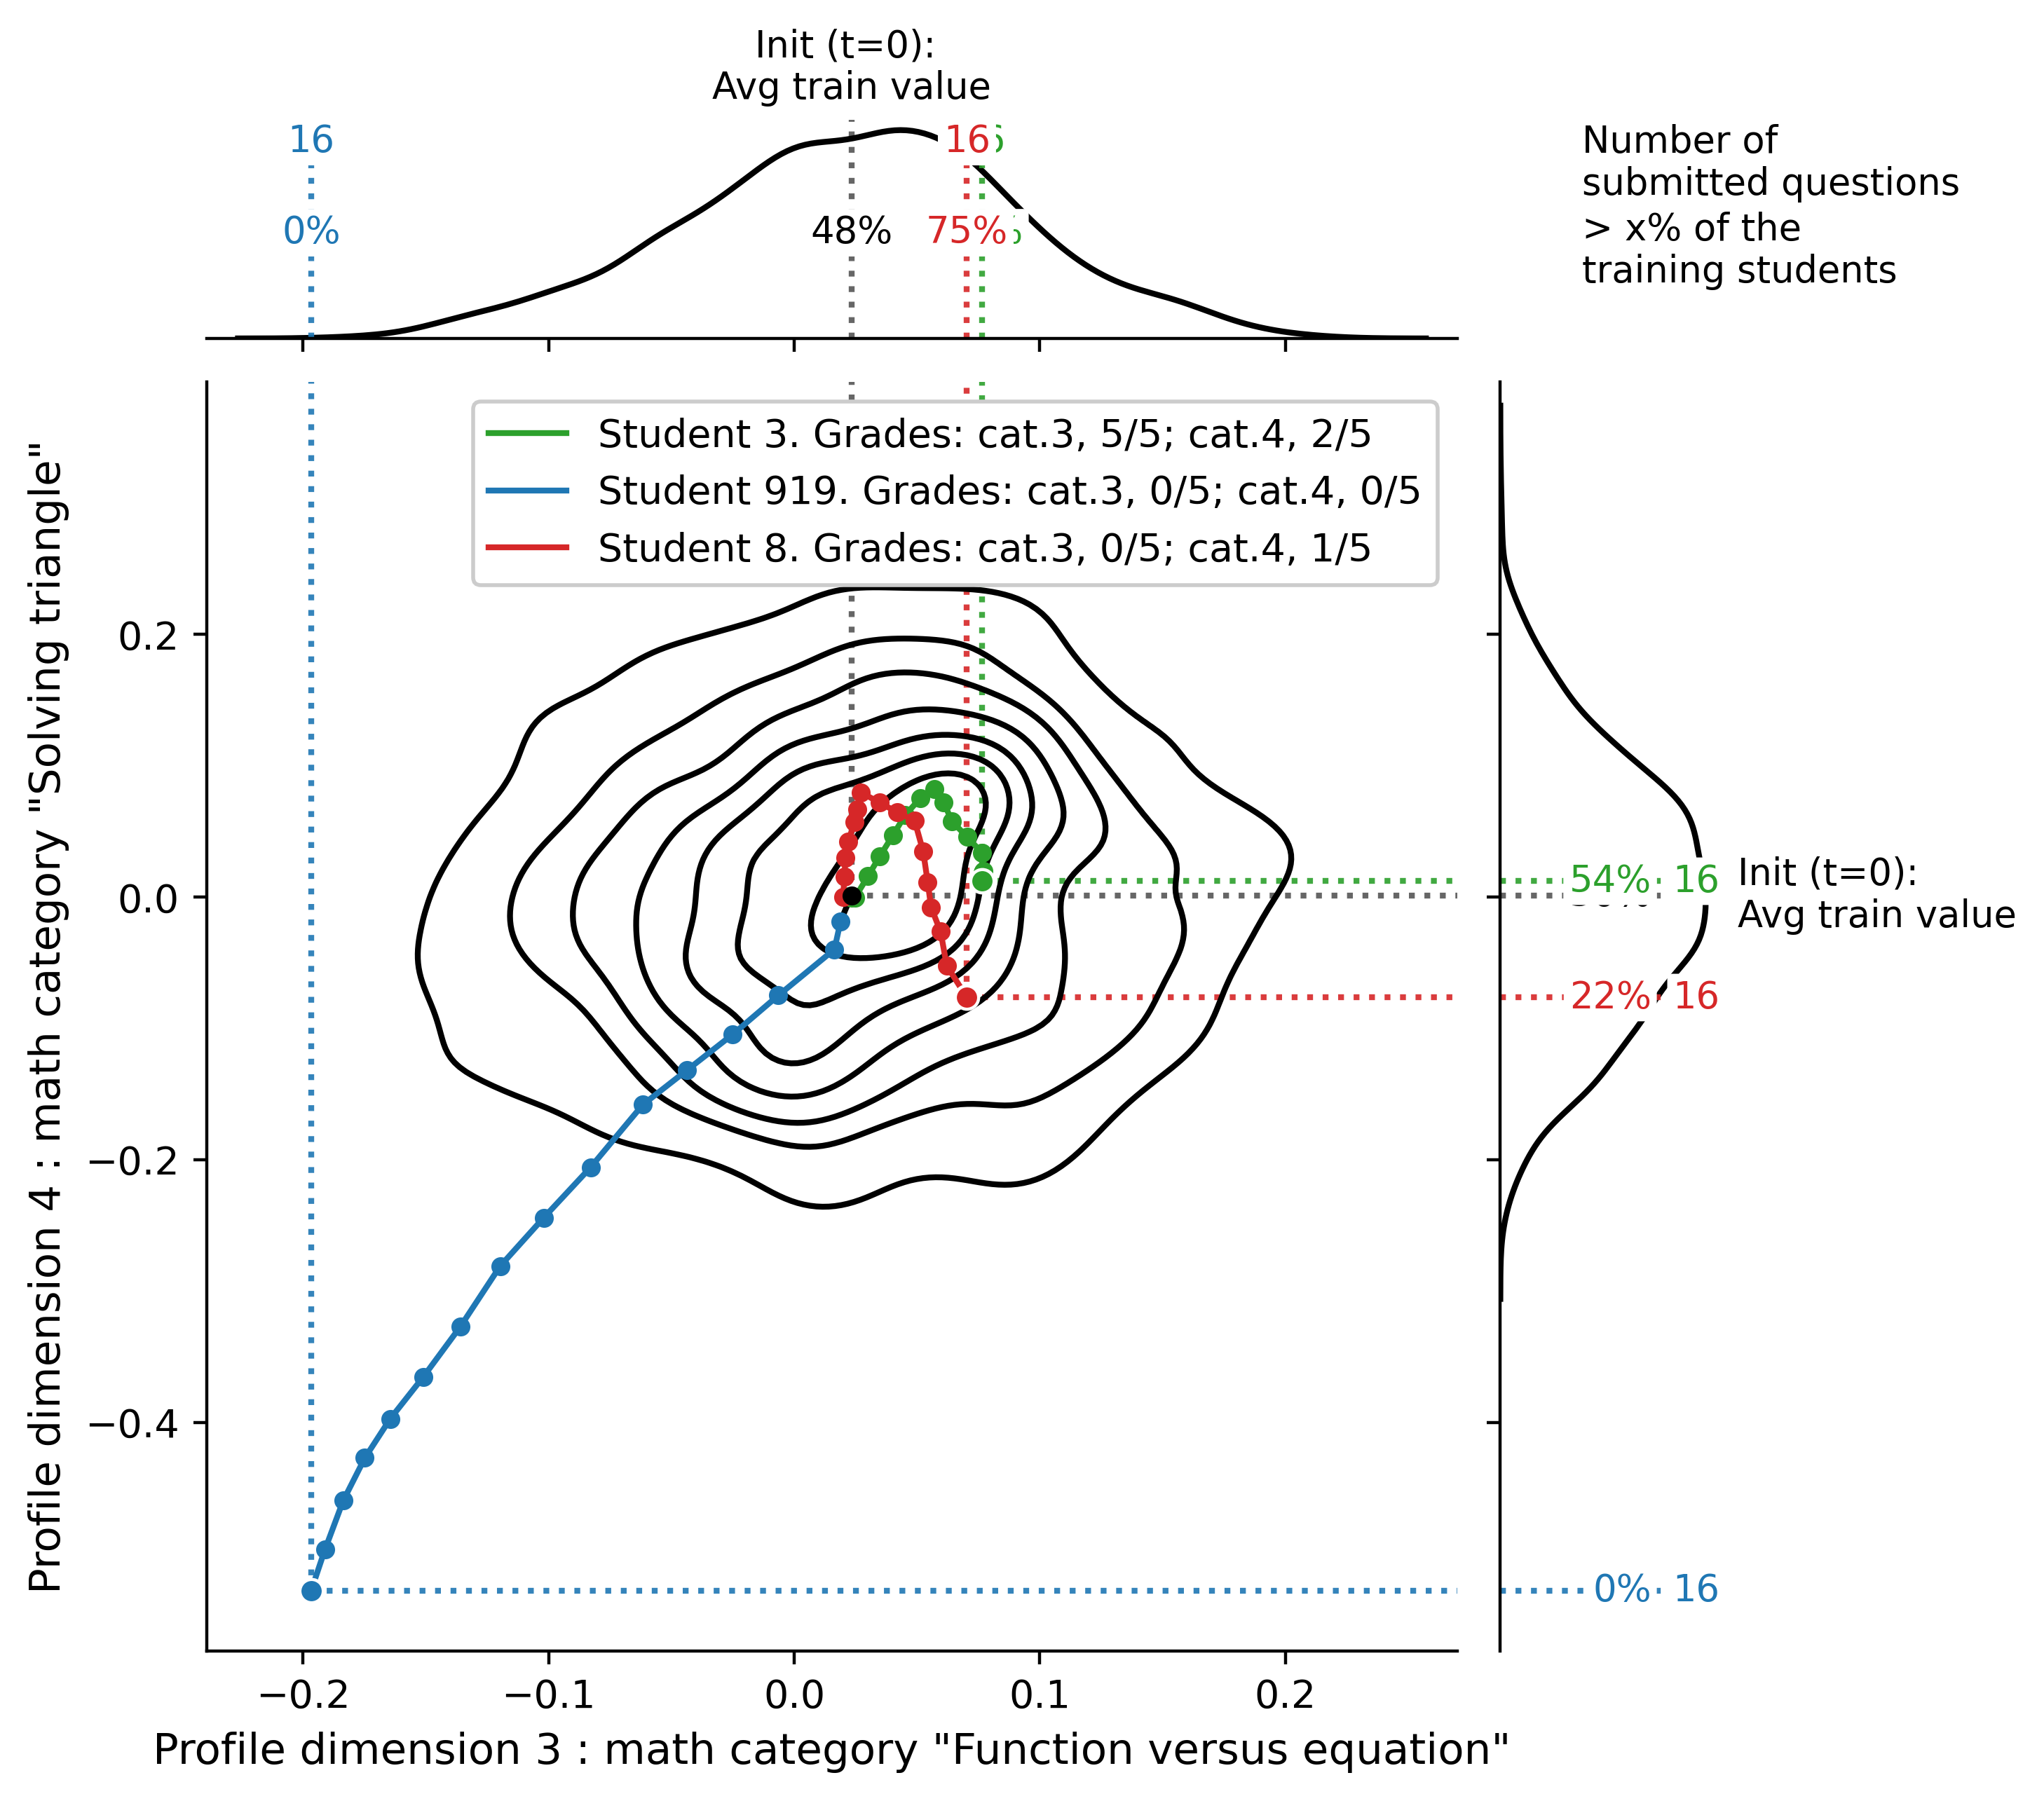 Init (t=0):
Avg train value
16
16
0%
48%
75%
Number of
submitted questions
> x% of the
training students
Student 3. Grades: cat.3, 5/5; cat.4, 2/5
Student 919. Grades: cat.3, 0/5; cat.4, 0/5
Student 8. Grades: cat.3, 0/5; cat.4, 1/5
Profile dimension 4 : math category "Solving triangle"
0.2
0.0
−0.2
−0.4
54%
16
Init (t=0):
Avg train value
22%
16
0%
16
−0.2
−0.1
0.0
0.1
0.2
Profile dimension 3 : math category "Function versus equation"